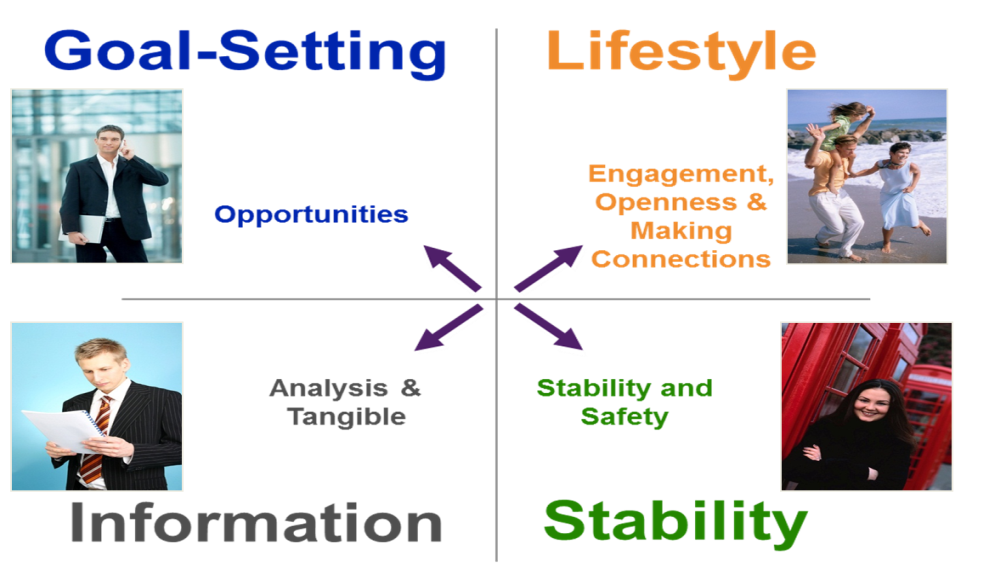 Goal-Setting
Lifestyle
Opportunities
Engagement,
Openness &
Making
Connections
Analysis &
Tangible
Stability and
Safety
Information
Stability